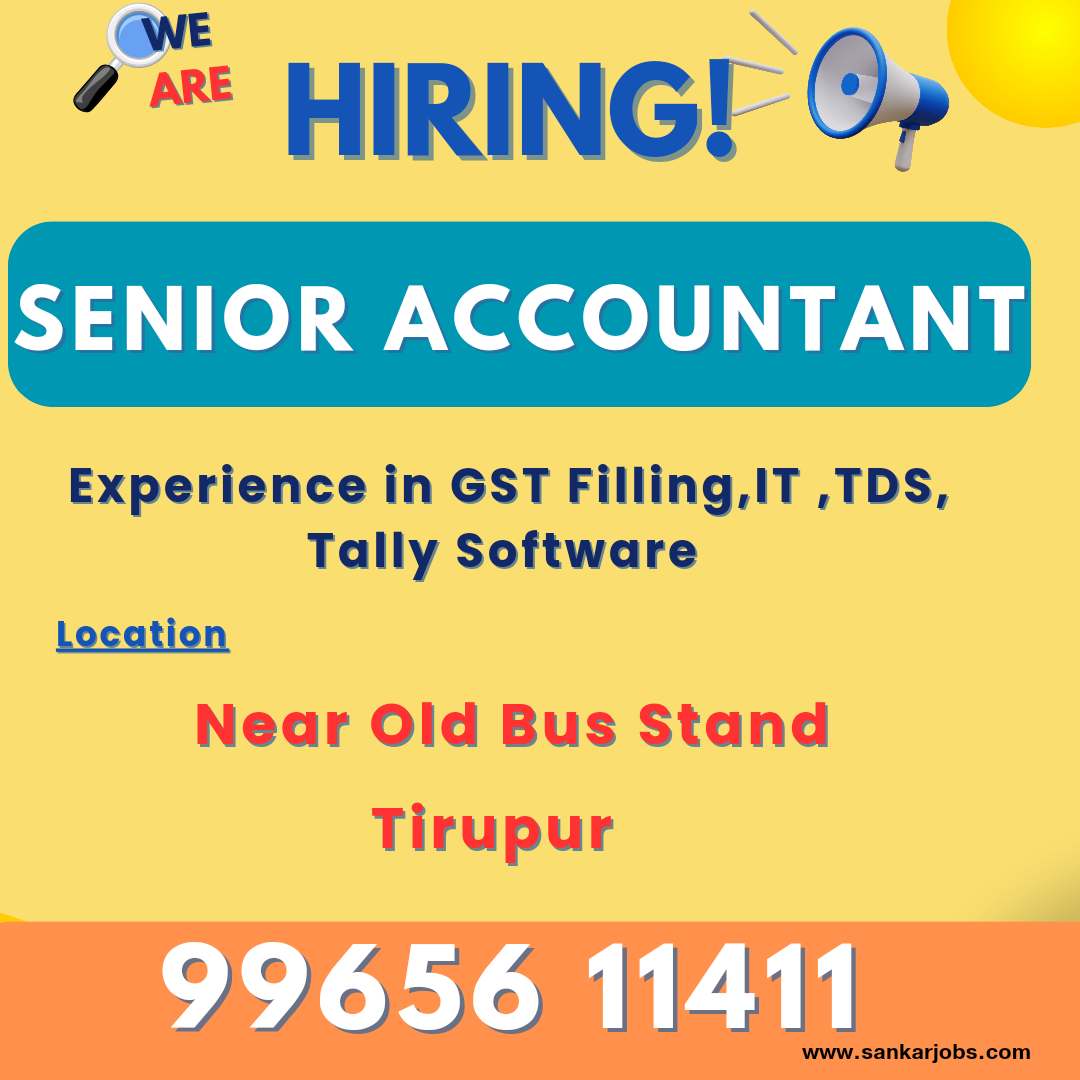 WE
ARE
HIRING!
SENIOR ACCOUNTANT
Experience in GST Filling,IT ,TDS,
Tally Software
Location
Near Old Bus Stand
Tirupur
99656 11411
www.sankarjobs.com